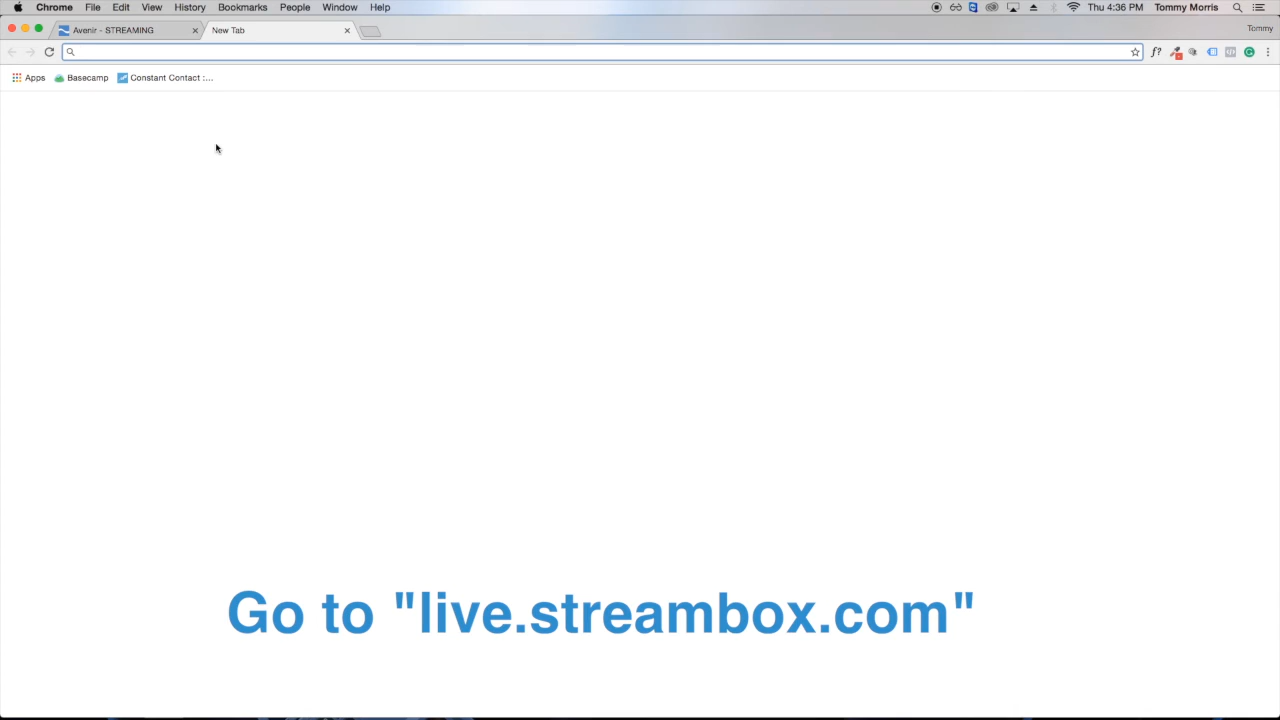 Chrome File Edit View History Bookmarks People Window Help Thu 4:36 PM Tommy Morris
Avenir - STREAMING New Tab Tommy
f?
Apps Basecamp Constant Contact :...
Go to "live.streambox.com"